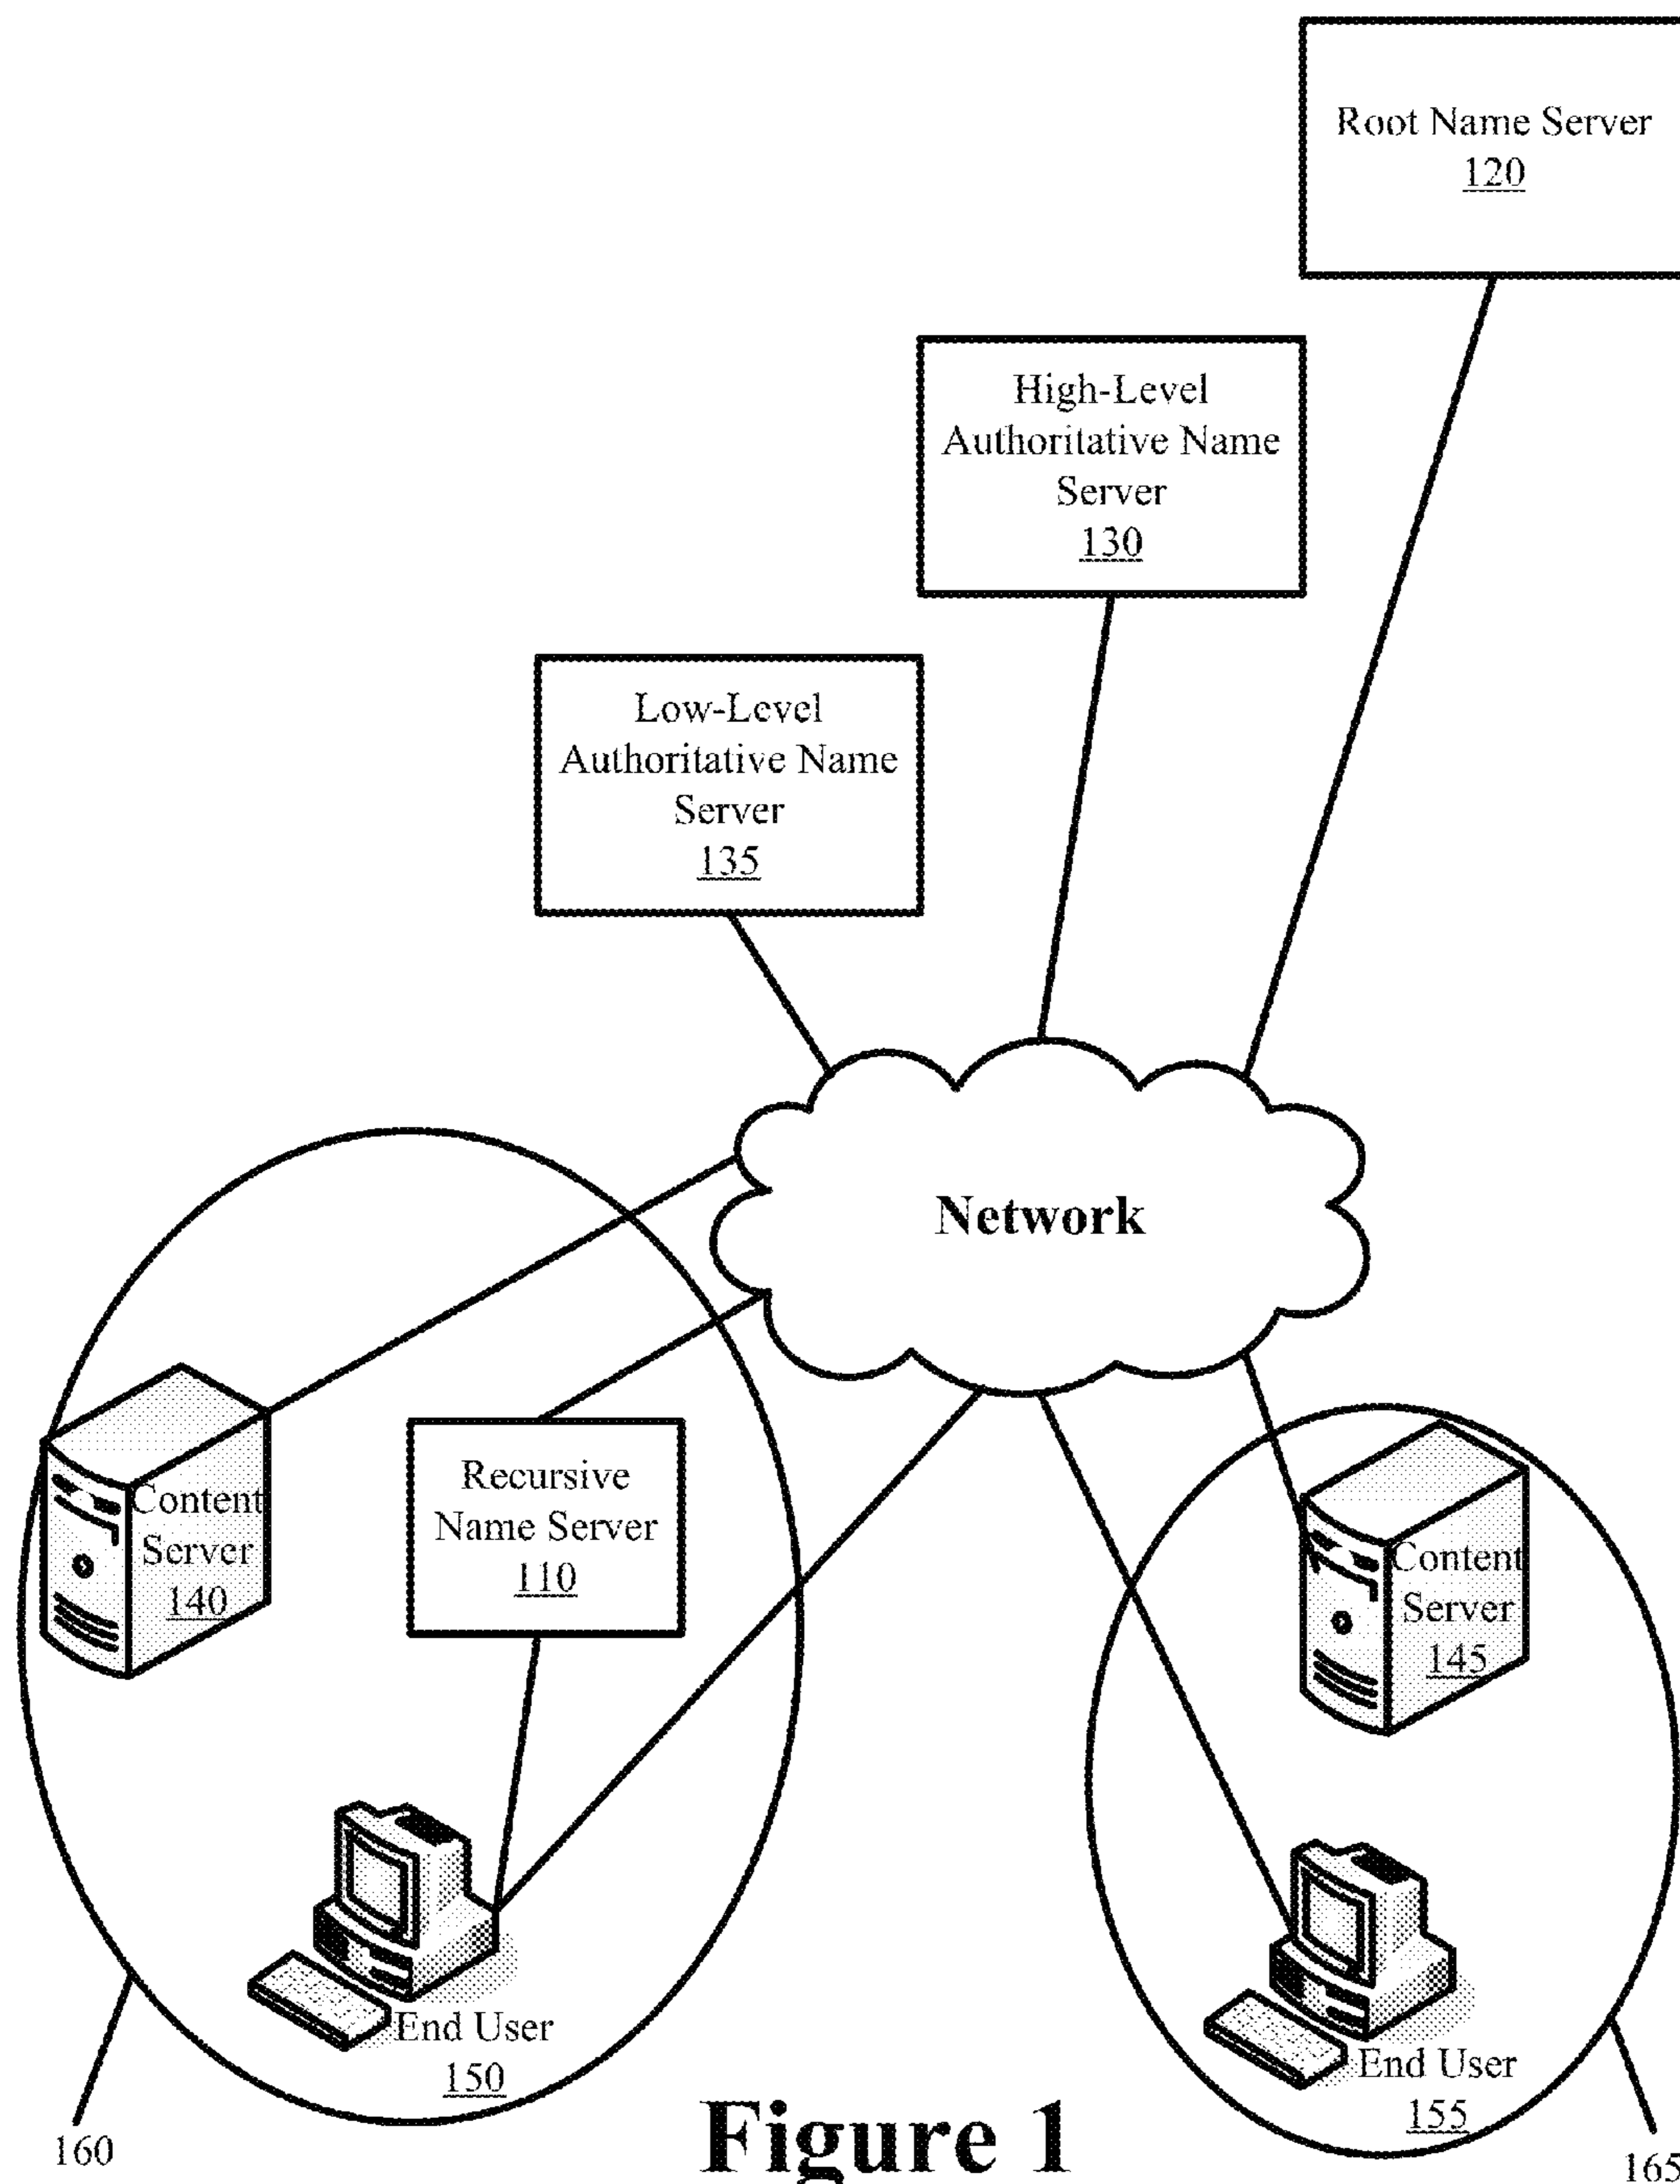 Root Name Server
120
High-Level
Authoritative Name
Server
130
Low-Level
Authoritative Name
Server
135
Network
Content
Server
140
Recursive
Name Server
110
Content
Server
145
End User
150
End User
155
160
Figure 1
165